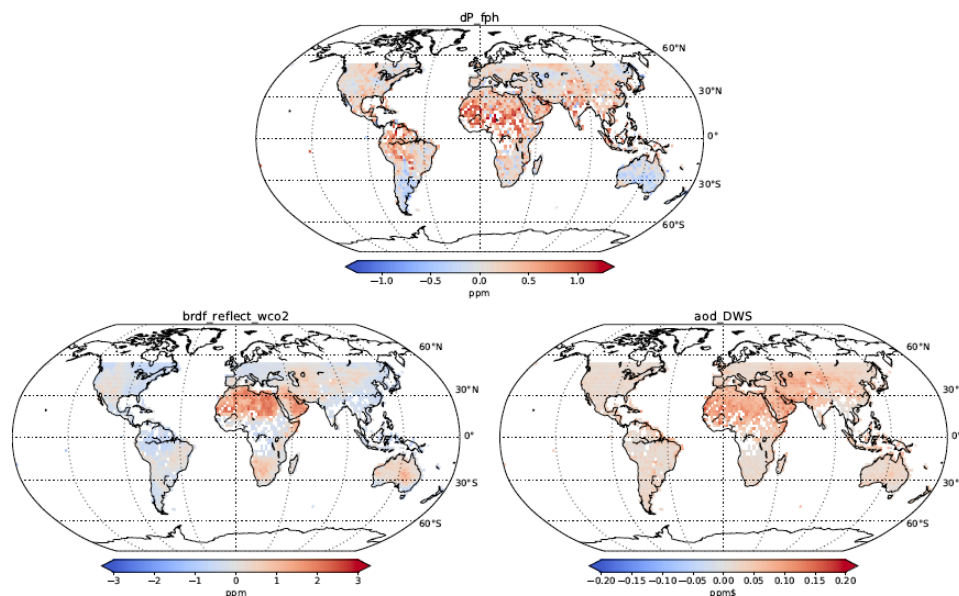 dP_fph
60°N
30°N
0°
30°S
60°S
−1.0 −0.5 0.0 0.5 1.0
ppm
brdf_reflect_wco2
60°N
30°N
0°
30°S
60°S
−3 −2 −1 0 1 2 3
ppm
aod_DWS
60°N
30°N
0°
30°S
60°S
−0.20 −0.15 −0.10 −0.05 0.00 0.05 0.10 0.15 0.20
ppm$